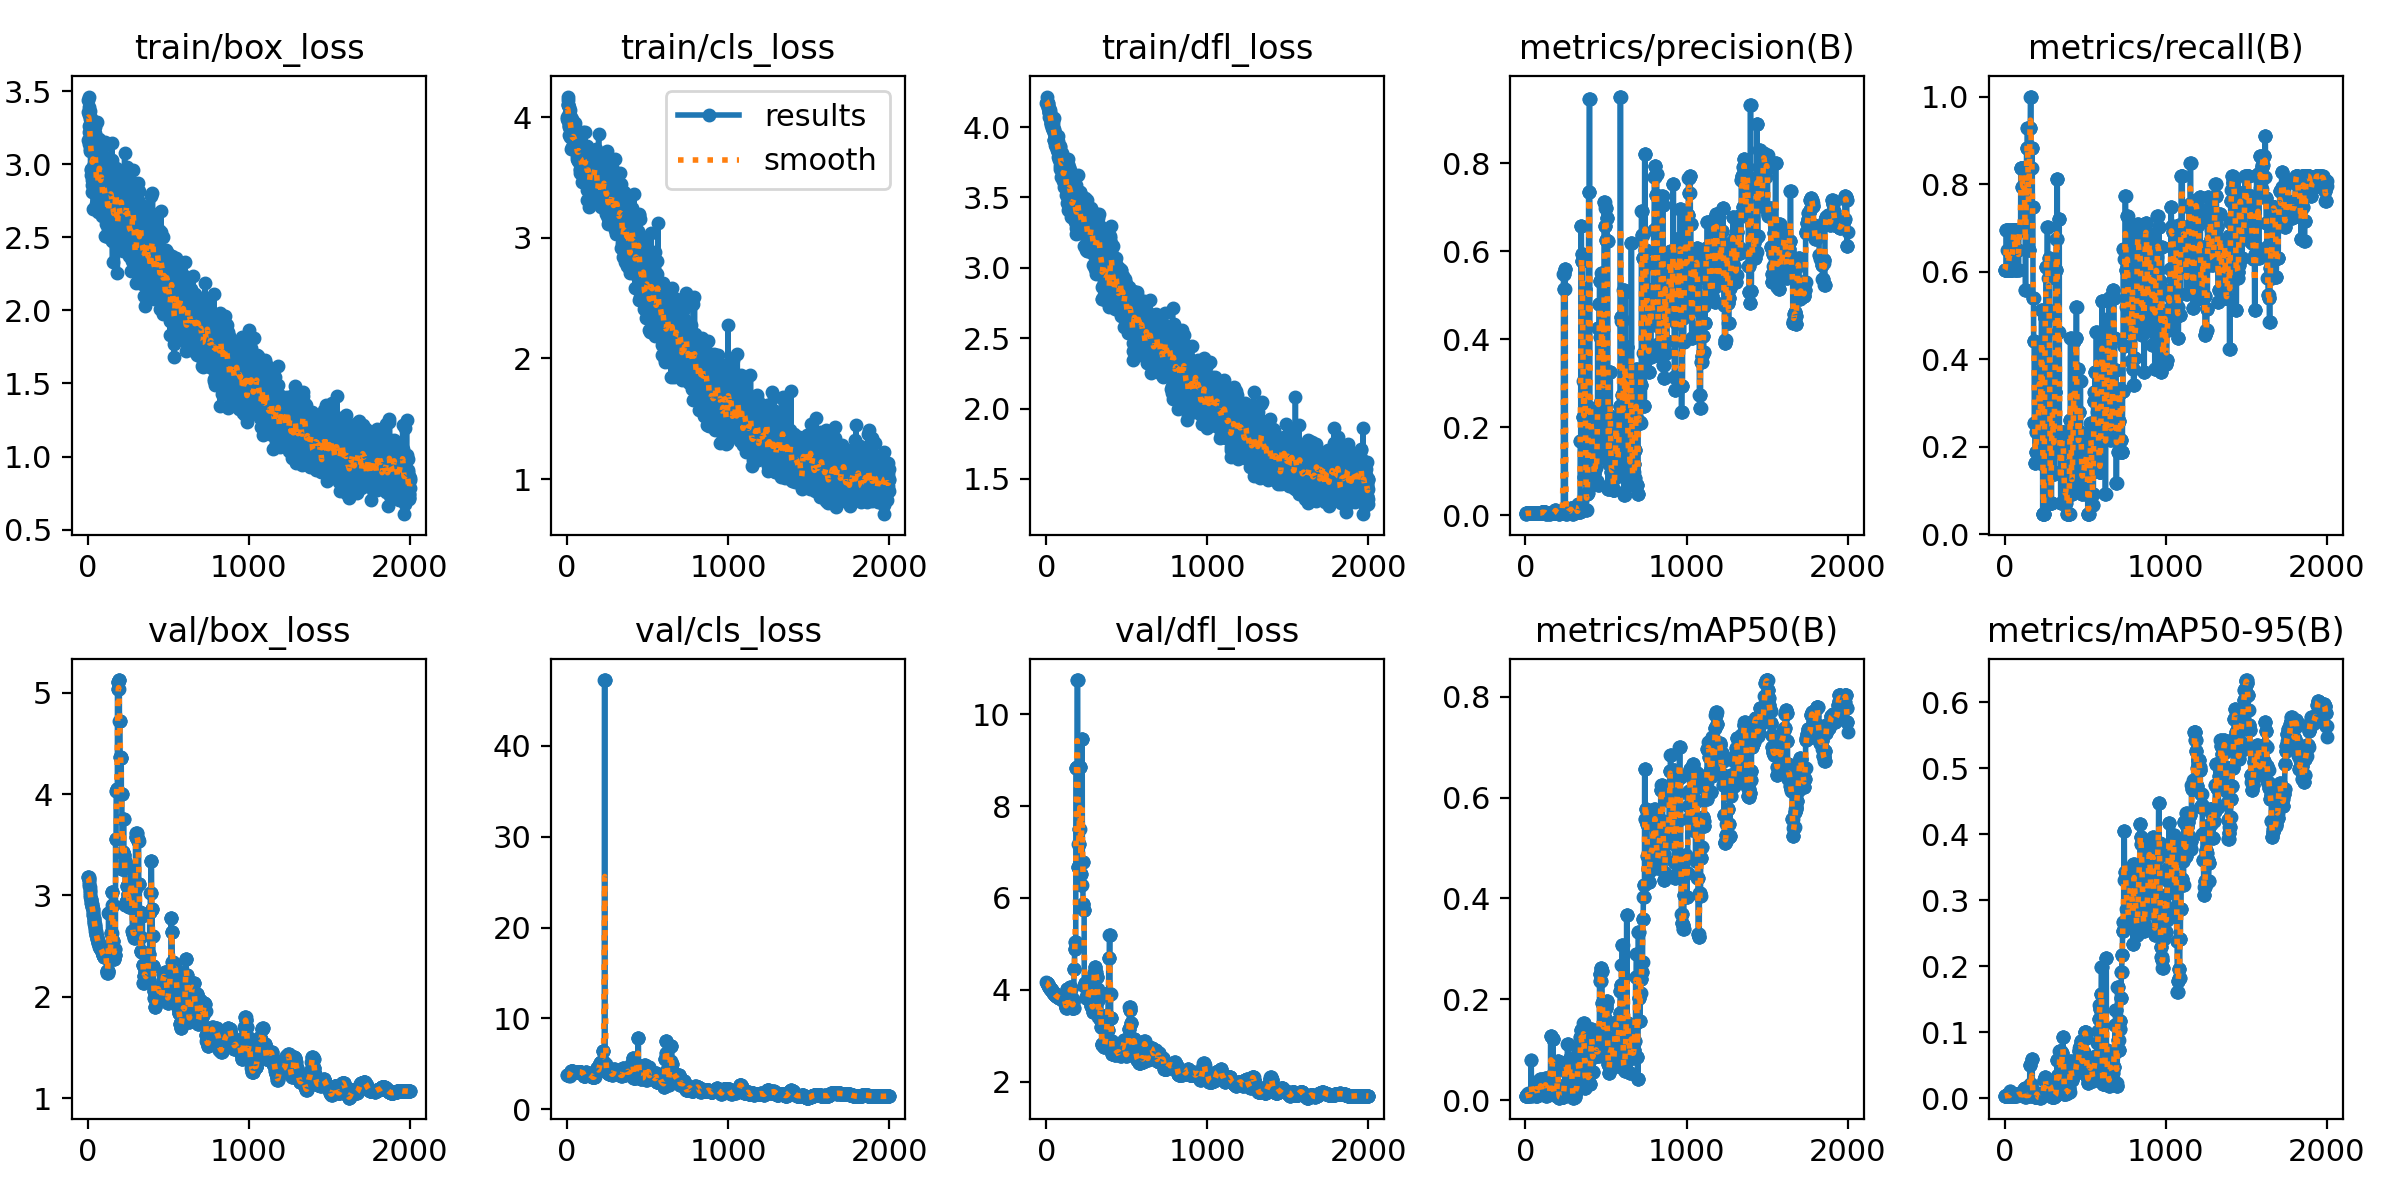 train/box_loss
train/cls_loss
train/dfl_loss
metrics/precision(B)
metrics/recall(B)
3.5
3.0
2.5
2.0
1.5
1.0
0.5
0 1000 2000
4
3
2
1
0 1000 2000
results
smooth
4.0
3.5
3.0
2.5
2.0
1.5
0 1000 2000
0.8
0.6
0.4
0.2
0.0
0 1000 2000
1.0
0.8
0.6
0.4
0.2
0.0
0 1000 2000
val/box_loss
val/cls_loss
val/dfl_loss
metrics/mAP50(B)
metrics/mAP50-95(B)
5
4
3
2
1
0 1000 2000
40
30
20
10
0
0 1000 2000
10
8
6
4
2
0 1000 2000
0.8
0.6
0.4
0.2
0.0
0 1000 2000
0.6
0.5
0.4
0.3
0.2
0.1
0.0
0 1000 2000